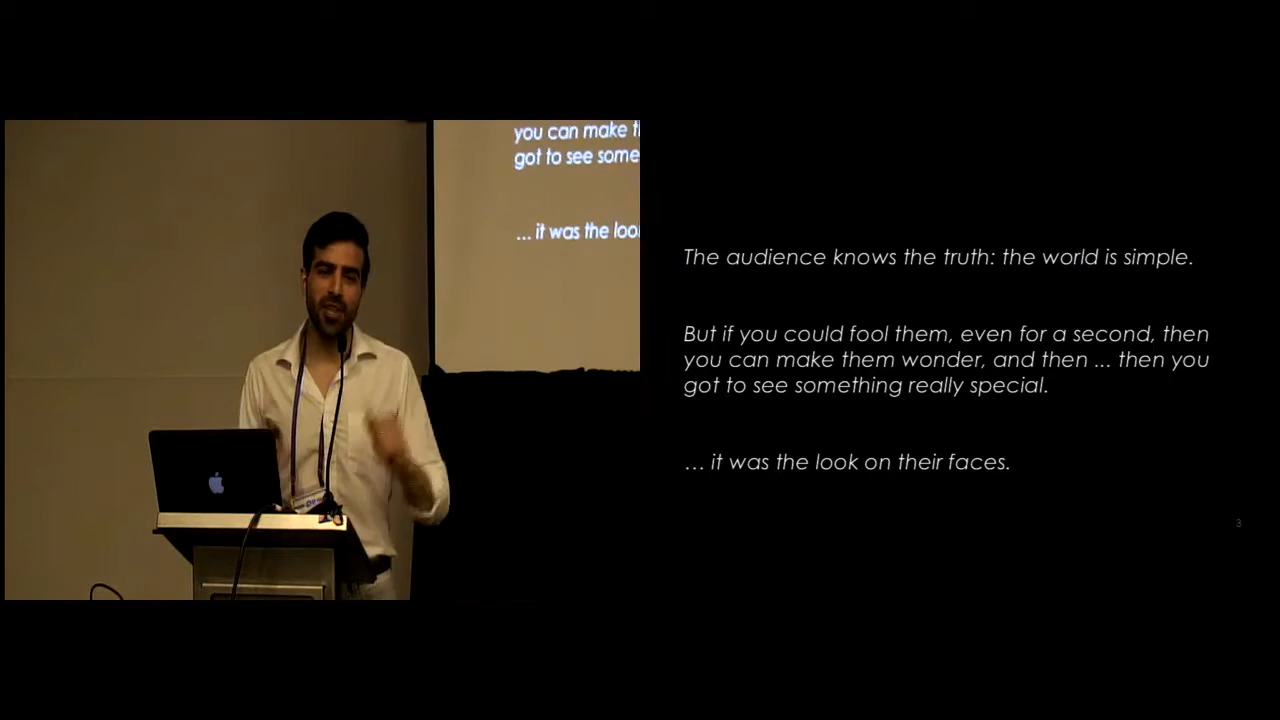 you can make t
got to see some
... it was the loo
The audience knows the truth: the world is simple.
But if you could fool them, even for a second, then
you can make them wonder, and then ... then you
got to see something really special.
... it was the look on their faces.
3